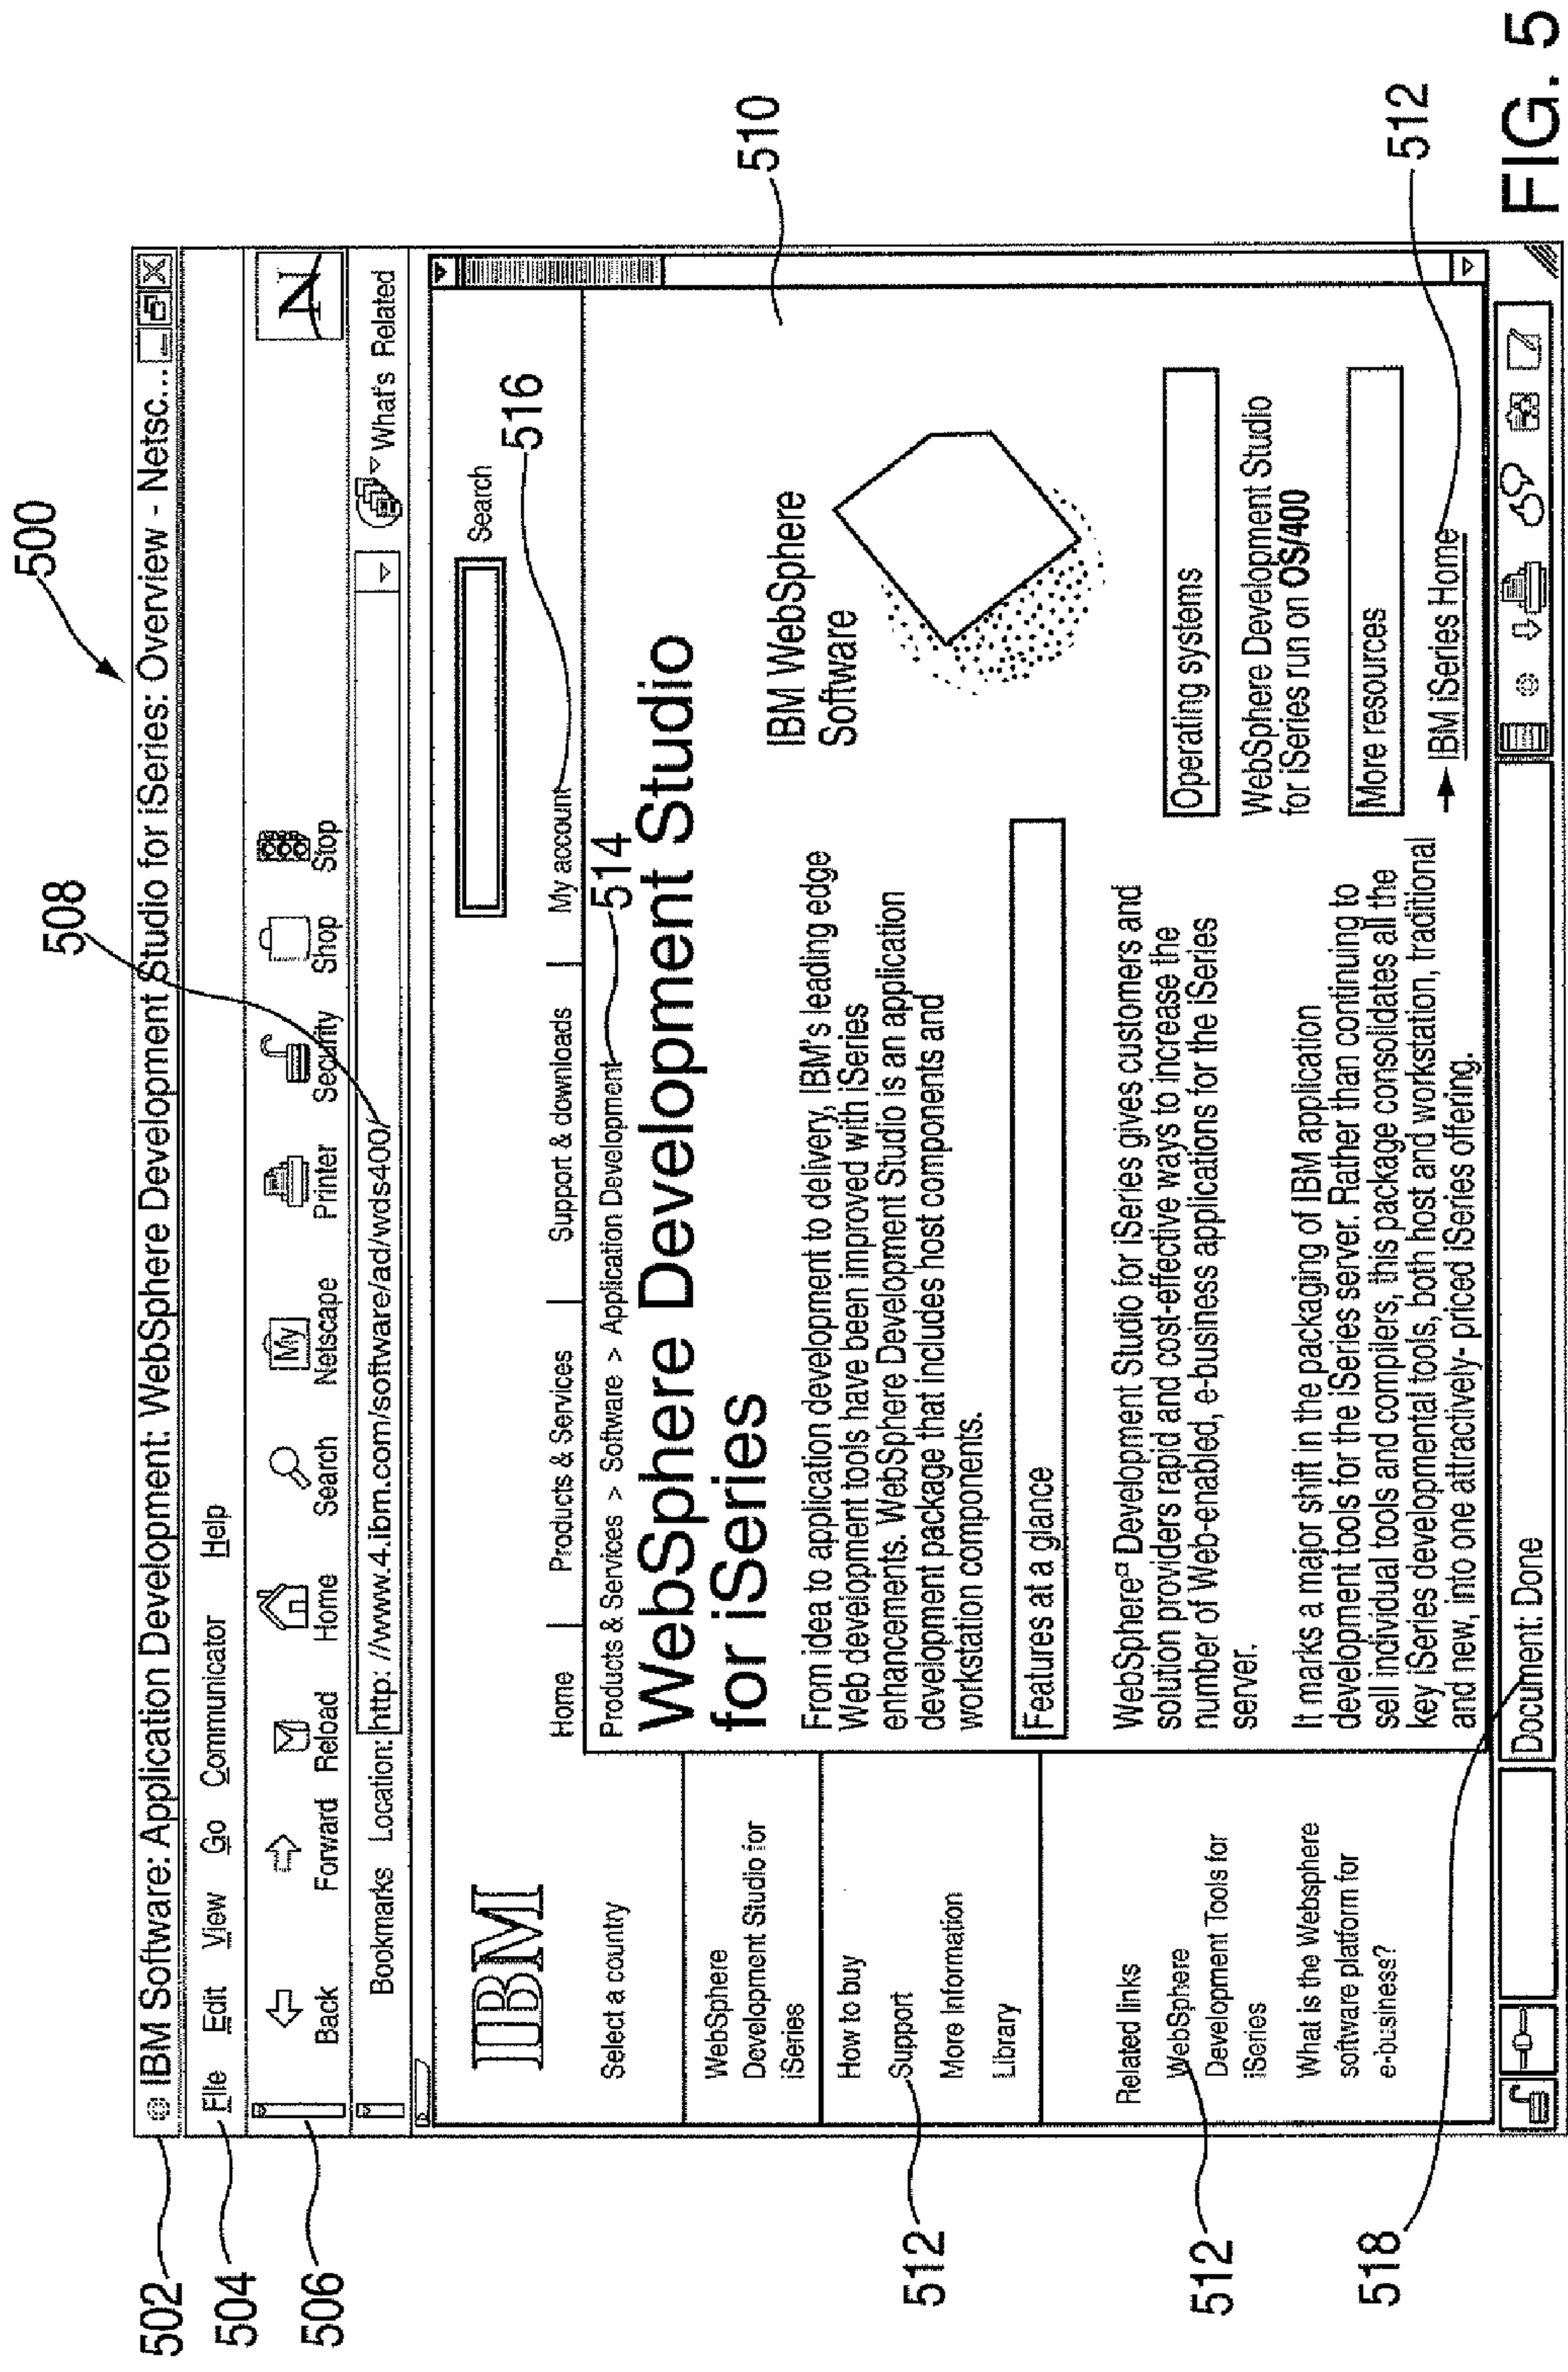 500
508
502
IBM Software: Application Development: WebSphere Development Studio for iSeries: Overview - Netsc...
504
File Edit View Go Communicator Help
506
Back Forward Reload Home Search My Netscape Printer Security Shop Stop
N
Bookmarks Location: http: //www.4.ibm.com/software/ad/wds400/ What's Related
IBM
Search
516
Home Products & Services Support & downloads My account
514
Select a country
Products & Services > Software > Application Development
WebSphere Development Studio
for iSeries
WebSphere
Development Studio for
iSeries
510
How to buy
Support
More Information
Library
512
From idea to application development to delivery, IBM's leading edge
Web development tools have been improved with iSeries
enhancements. WebSphere Development Studio is an application
development package that includes host components and
workstation components.
IBM WebSphere
Software
Features at a glance
Related links
WebSphere
Development Tools for
iSeries
What is the Websphere
software platform for
e-business?
512
WebSphere Development Studio for iSeries gives customers and
solution providers rapid and cost-effective ways to increase the
number of Web-enabled, e-business applications for the iSeries
server.
It marks a major shift in the packaging of IBM application
development tools for the iSeries server. Rather than continuing to
sell individual tools and compilers, this package consolidates all the
key iSeries developmental tools, both host and workstation, traditional
and new, into one attractively- priced iSeries offering.
Operating systems
WebSphere Development Studio
for iSeries run on OS/400
More resources
IBM iSeries Home
512
518
Document: Done
FIG. 5